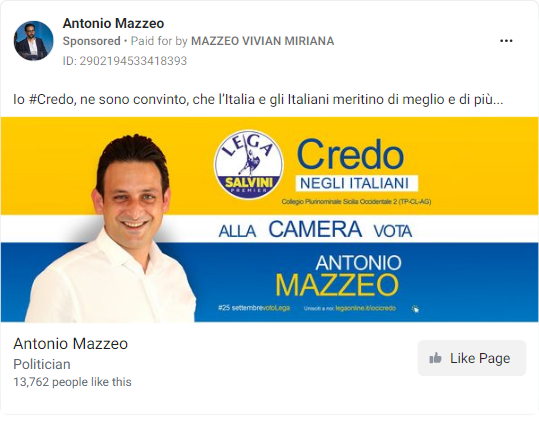 Antonio Mazzeo
Sponsored • Paid for by MAZZEO VIVIAN MIRIANA
ID: 2902194533418393
Io #Credo, ne sono convinto, che l'Italia e gli Italiani meritino di meglio e di più...
LEGA
SALVINI
PREMIER
Credo
NEGLI ITALIANI
Collegio Plurinominale Sicilia Occidentale 2 (TP-CL-AG)
ALLA CAMERA VOTA
ANTONIO
MAZZEO
#25 settembrevotoLega Unisciti a noi: legaonline.it/iocicredo
Antonio Mazzeo
Politician
13,762 people like this
Like Page